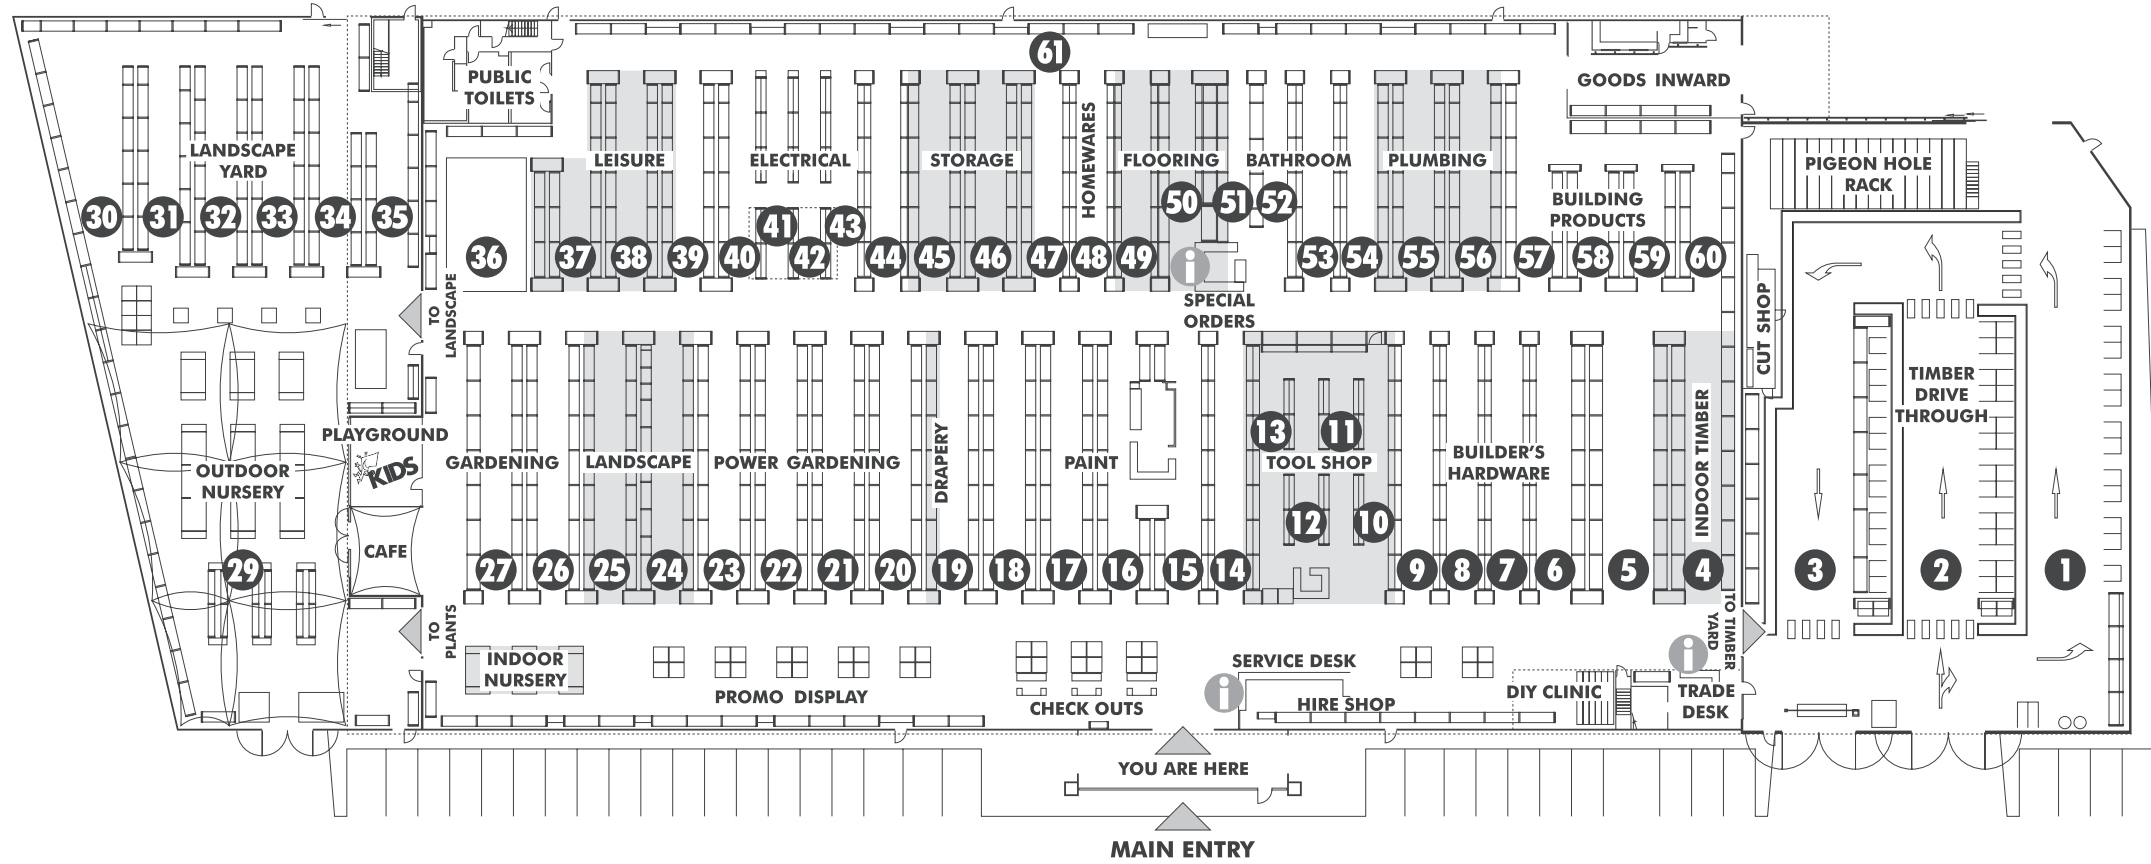 61
PUBLIC
TOILETS
GOODS INWARD
LANDSCAPE
YARD
LEISURE
ELECTRICAL
STORAGE
HOMEWARES
FLOORING
BATHROOM
PLUMBING
BUILDING
PRODUCTS
PIGEON HOLE
RACK
30 31 32 33 34 35
50 51 52
41 43
36 37 38 39 40 42 44 45 46 47 48 49 53 54 55 56 57 58 59 60
i
SPECIAL
ORDERS
TO
LANDSCAPE
CUT SHOP
TIMBER
DRIVE
THROUGH
PLAYGROUND
KIDS
OUTDOOR
NURSERY
GARDENING
LANDSCAPE
POWER GARDENING
DRAPERY
PAINT
13 11
TOOL SHOP
12 10
BUILDER'S
HARDWARE
INDOOR TIMBER
CAFE
29 27 26 25 24 23 22 21 20 19 18 17 16 15 14 9 8 7 6 5 4 3 2 1
TO
PLANTS
TO TIMBER
YARD
INDOOR
NURSERY
PROMO DISPLAY
CHECK OUTS
SERVICE DESK
i
HIRE SHOP
DIY CLINIC
i
TRADE
DESK
YOU ARE HERE
MAIN ENTRY